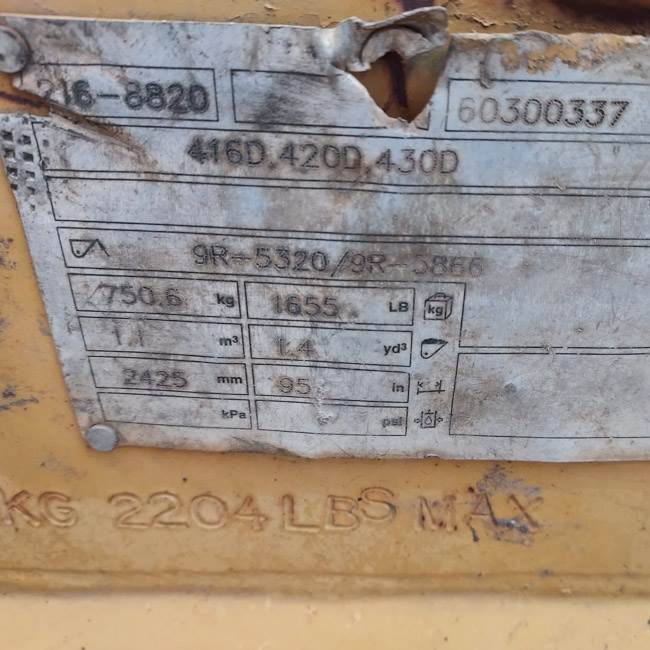 216-8820 60300337
416D,420D,430D
9R-5320/9R-5866
750.6 kg 1655 LB kg
1.1 m³ 1.4 yd³
2425 mm 95 in
kPa psi
KG 2204 LBS MAX